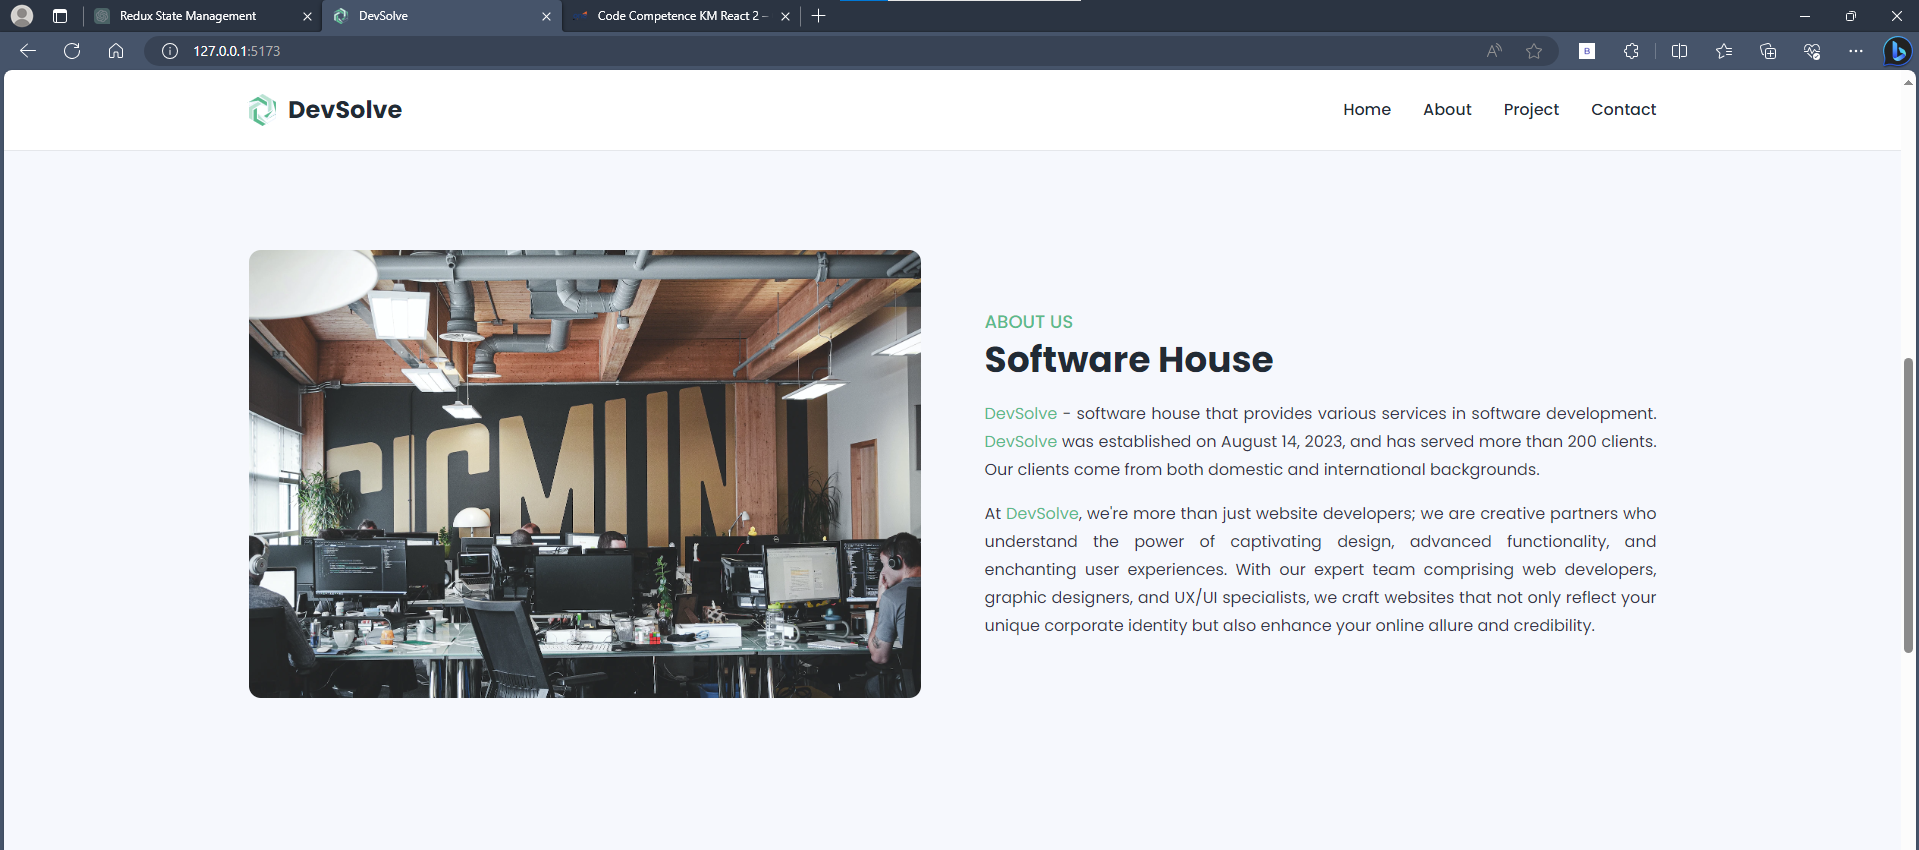 Redux State Management
DevSolve
Code Competence KM React 2
127.0.0.1:5173
DevSolve
Home
About
Project
Contact
ABOUT US
Software House
DevSolve - software house that provides various services in software development.
DevSolve was established on August 14, 2023, and has served more than 200 clients.
Our clients come from both domestic and international backgrounds.
At DevSolve, we're more than just website developers; we are creative partners who
understand the power of captivating design, advanced functionality, and
enchanting user experiences. With our expert team comprising web developers,
graphic designers, and UX/UI specialists, we craft websites that not only reflect your
unique corporate identity but also enhance your online allure and credibility.